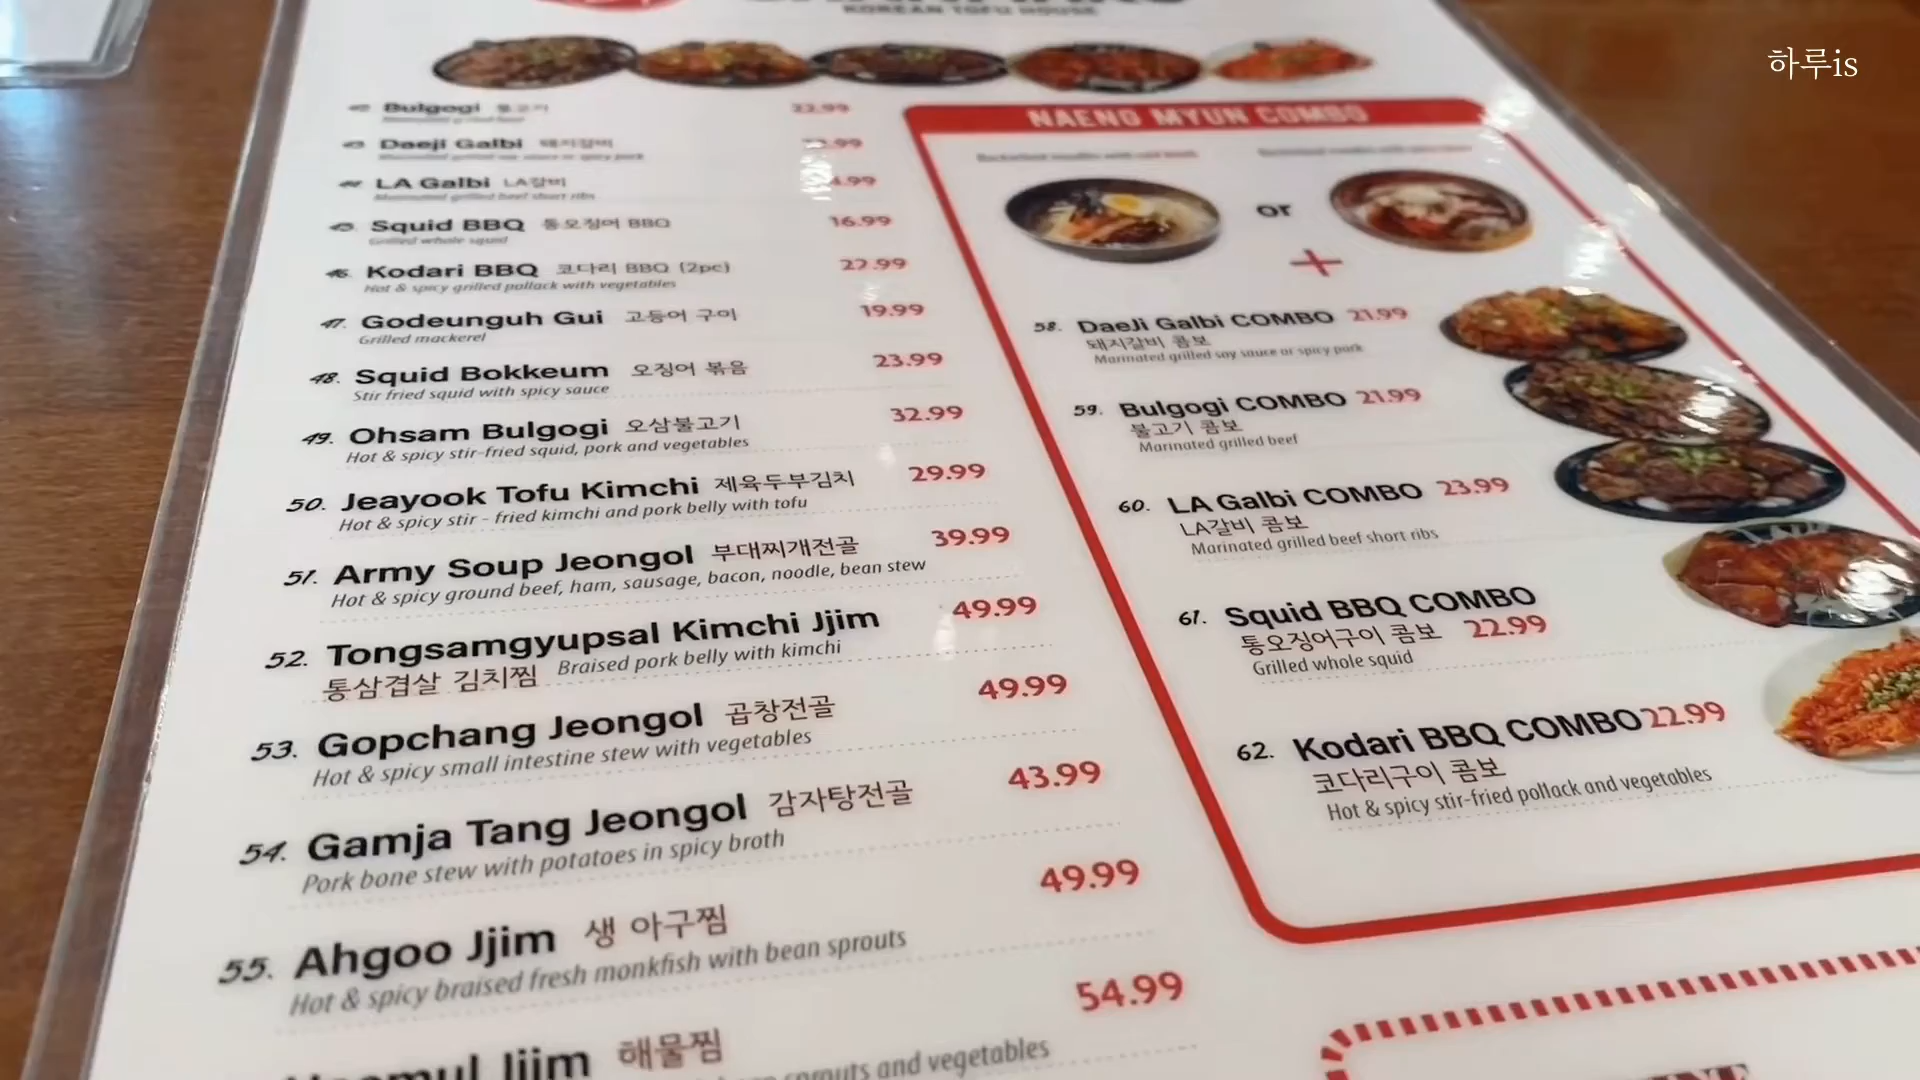 하루is
KOREAN TOFU HOUSE
Bulgogi 불고기 22.99
Daeji Galbi 돼지갈비
LA Galbi LA갈비
Marinated grilled beef short ribs
Squid BBQ 통오징어 BBQ 16.99
Grilled whole squid
46. Kodari BBQ 코다리 BBQ (2pc) 22.99
Hot & spicy grilled pollack with vegetables
47. Godeunguh Gui 고등어 구이 19.99
Grilled mackerel
48. Squid Bokkeum 오징어 볶음 23.99
Stir fried squid with spicy sauce
49. Ohsam Bulgogi 오삼불고기 32.99
Hot & spicy stir-fried squid, pork and vegetables
50. Jeayook Tofu Kimchi 제육두부김치 29.99
Hot & spicy stir - fried kimchi and pork belly with tofu
51. Army Soup Jeongol 부대찌개전골 39.99
Hot & spicy ground beef, ham, sausage, bacon, noodle, bean stew
52. Tongsamgyupsal Kimchi Jjim 49.99
통삼겹살 김치찜 Braised pork belly with kimchi
53. Gopchang Jeongol 곱창전골 49.99
Hot & spicy small intestine stew with vegetables
54. Gamja Tang Jeongol 감자탕전골 43.99
Pork bone stew with potatoes in spicy broth
55. Ahgoo Jjim 생 아구찜 49.99
Hot & spicy braised fresh monkfish with bean sprouts
Jjim 해물찜 54.99
sprouts and vegetables
NAENG MYUN COMBO
or
58. DaeJi Galbi COMBO 21.99
돼지갈비 콤보
Marinated grilled soy sauce or spicy pork
59. Bulgogi COMBO 21.99
불고기 콤보
Marinated grilled beef
60. LA Galbi COMBO 23.99
LA갈비 콤보
Marinated grilled beef short ribs
61. Squid BBQ COMBO
통오징어구이 콤보 22.99
Grilled whole squid
62. Kodari BBQ COMBO 22.99
코다리구이 콤보
Hot & spicy stir-fried pollack and vegetables